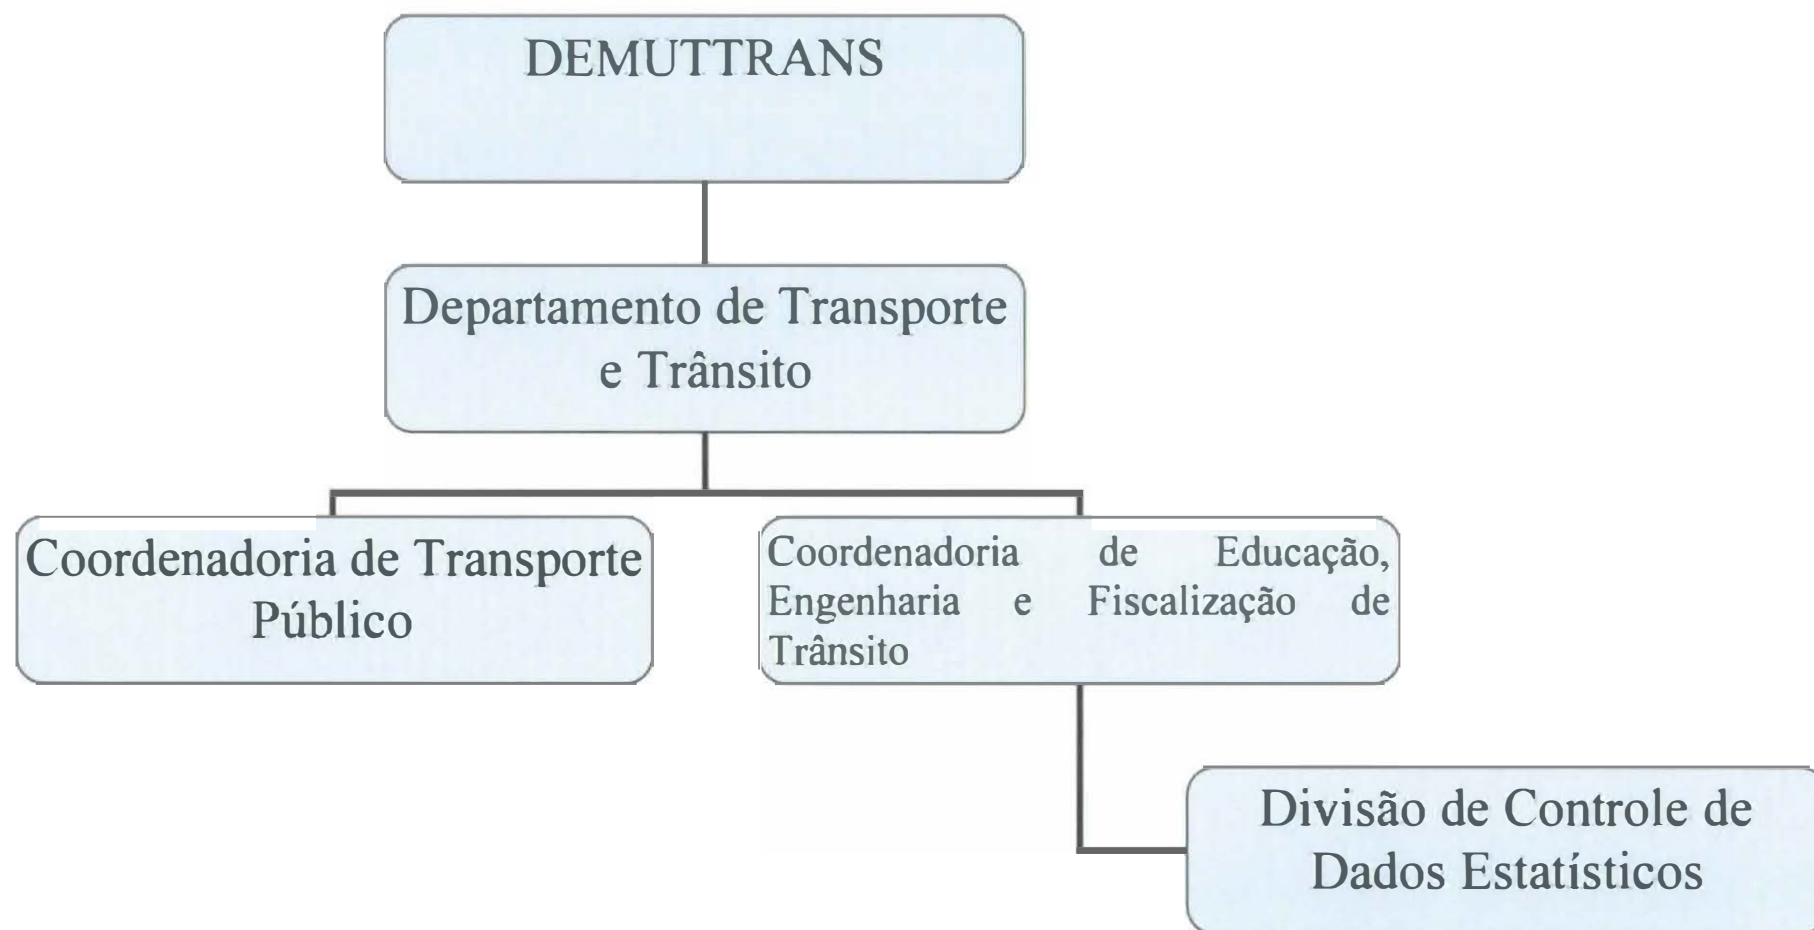 DEMUTTRANS
Departamento de Transporte
e Trânsito
Coordenadoria de Transporte
Público
Coordenadoria de Educação,
Engenharia e Fiscalização de
Trânsito
Divisão de Controle de
Dados Estatísticos